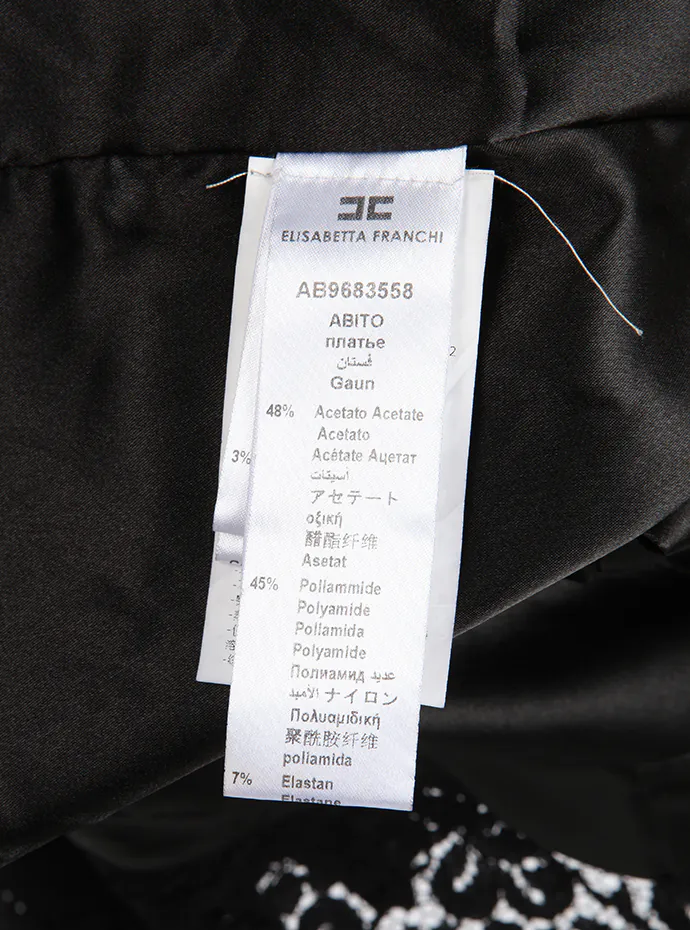 ELISABETTA FRANCHI
AB9683558
ABITO
платье
فستان
Gaun
48% Acetato Acetate
Acetato
Acétate Ацетат
أسيتات
アセテート
οξική
醋酯纤维
Asetat
45% Poliammide
Polyamide
Poliamida
Polyamide
Полиамид عديد
الأميد ナイロン
Πολυαμιδική
聚酰胺纤维
poliamida
7% Elastan
Elastane
3%
2